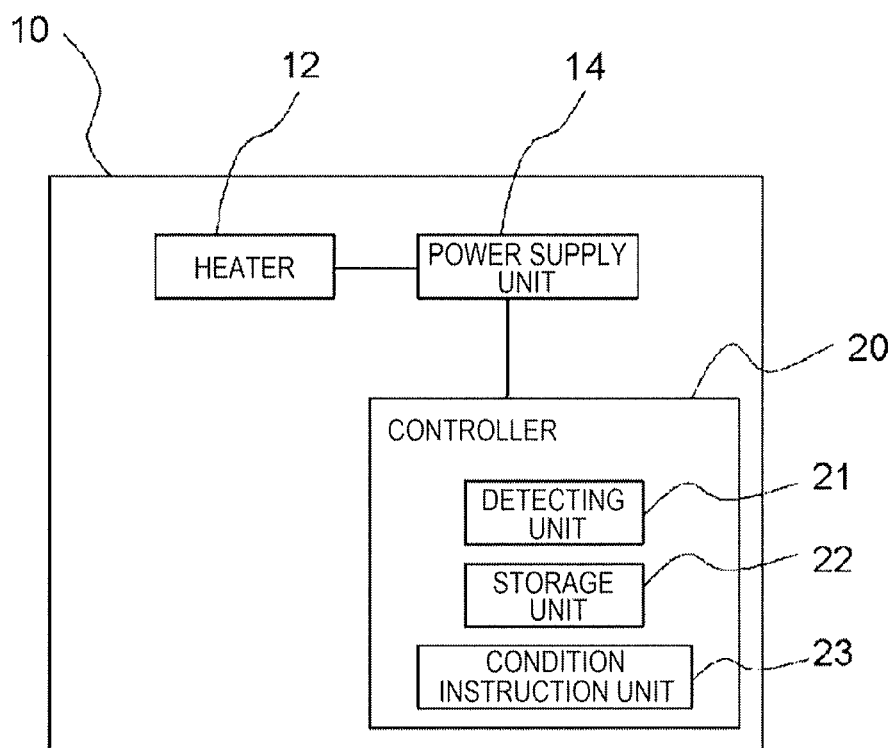 10
12
14
HEATER
POWER SUPPLY
UNIT
20
CONTROLLER
DETECTING
UNIT
21
STORAGE
UNIT
22
CONDITION
INSTRUCTION UNIT
23